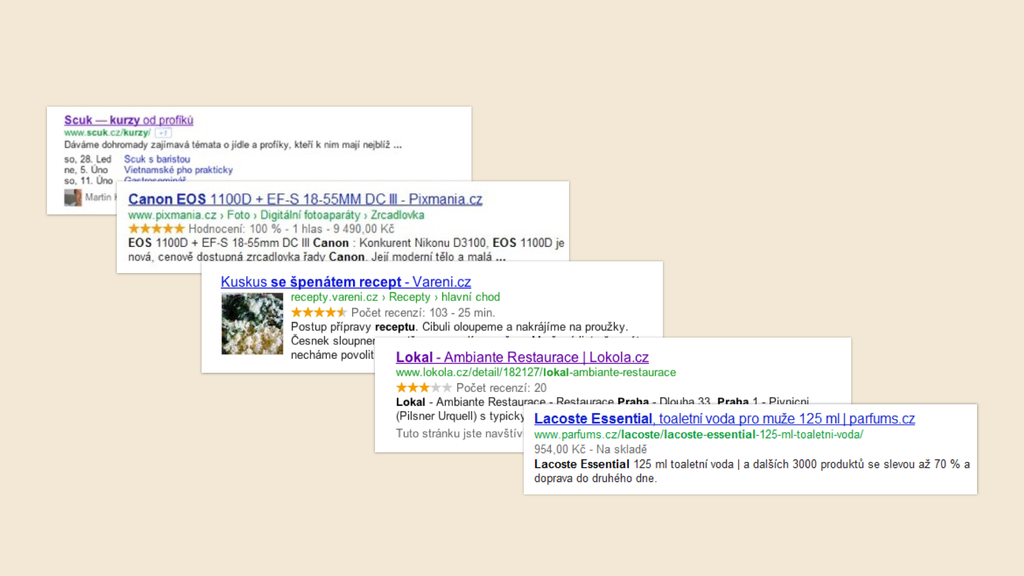 Scuk — kurzy od profíků
www.scuk.cz/kurzy/ +1
Dáváme dohromady zajímavá témata o jídle a profíky, kteří k nim mají nejblíž ...
so, 28. Led Scuk s baristou
ne, 5. Úno Vietnamské pho prakticky
so, 11. Úno Gastroseminář
Martin
Canon EOS 1100D + EF-S 18-55MM DC III - Pixmania.cz
www.pixmania.cz › Foto › Digitální fotoaparáty › Zrcadlovka
★★★★★ Hodnocení: 100 % - 1 hlas - 9 490,00 Kč
EOS 1100D + EF-S 18-55mm DC III Canon : Konkurent Nikonu D3100, EOS 1100D je
nová, cenově dostupná zrcadlovka řady Canon. Její moderní tělo a malá ...
Kuskus se špenátem recept - Vareni.cz
recepty.vareni.cz › Recepty › hlavní chod
Počet recenzí: 103 - 25 min.
Postup přípravy receptu. Cibuli oloupeme a nakrájíme na proužky.
Česnek sloupnem
necháme povolit
Lokal - Ambiante Restaurace | Lokola.cz
www.lokola.cz/detail/182127/lokal-ambiante-restaurace
★★★★★ Počet recenzí: 20
Lokal - Ambiante Restaurace - Restaurace Praha - Dlouha 33, Praha 1 - Pivnici
(Pilsner Urquell) s typicky
Tuto stránku jste navštív
Lacoste Essential, toaletní voda pro muže 125 ml | parfums.cz
www.parfums.cz/lacoste/lacoste-essential-125-ml-toaletni-voda/
954,00 Kč - Na skladě
Lacoste Essential 125 ml toaletní voda | a dalších 3000 produktů se slevou až 70 % a
doprava do druhého dne.